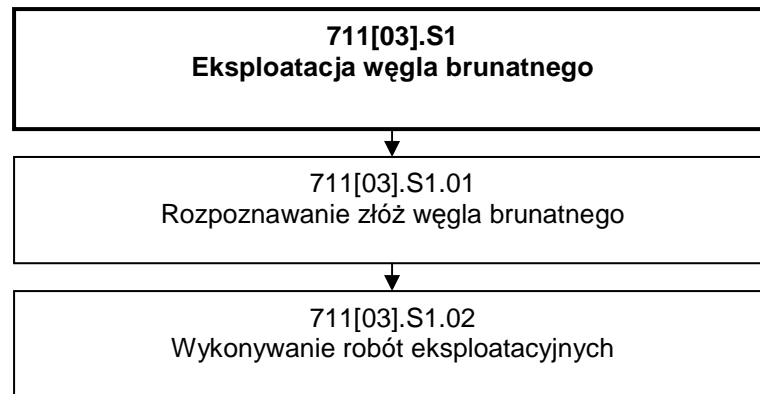 711[03].S1
Eksploatacja węgla brunatnego
711[03].S1.01
Rozpoznawanie złóż węgla brunatnego
711[03].S1.02
Wykonywanie robót eksploatacyjnych